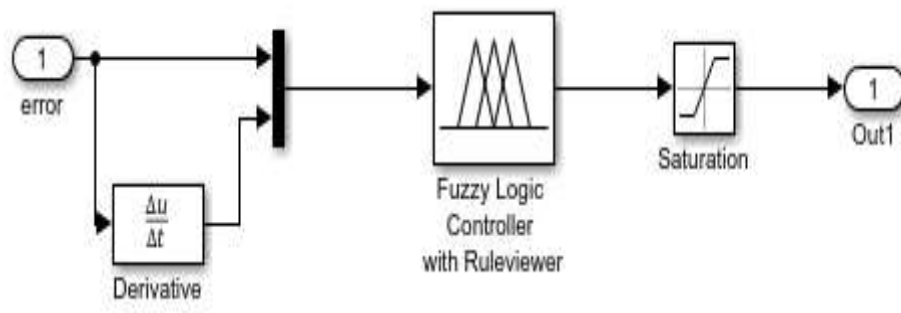 1
error
Δu
Δt
Derivative
Fuzzy Logic
Controller
with Ruleviewer
Saturation
1
Out1